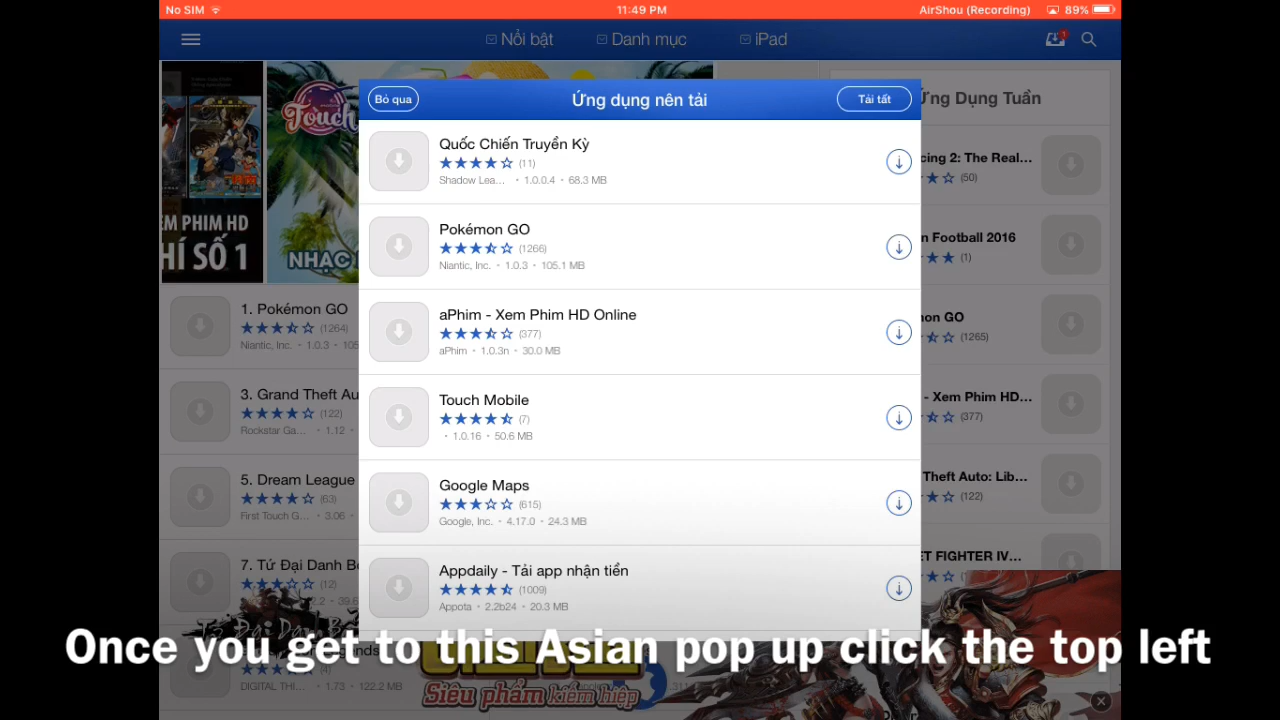 No SIM
11:49 PM
AirShou (Recording)
89%
Nổi bật
Danh mục
iPad
1
Bỏ qua
Ứng dụng nên tải
Tải tất
Quốc Chiến Truyền Kỳ
(11)
Shadow Lea... • 1.0.0.4 • 68.3 MB
Pokémon GO
(1266)
Niantic, Inc. • 1.0.3 • 105.1 MB
aPhim - Xem Phim HD Online
(377)
aPhim • 1.0.3n • 30.0 MB
Touch Mobile
(7)
• 1.0.16 • 50.6 MB
Google Maps
(615)
Google, Inc. • 4.17.0 • 24.3 MB
Appdaily - Tải app nhận tiền
(1009)
Appota • 2.2b24 • 20.3 MB
Touch
PHIM HD
SỐ 1
NHẠC
1. Pokémon GO
(1264)
Niantic, Inc. • 1.0.3 • 105
3. Grand Theft Au
(122)
Rockstar Ga... • 1.12 •
5. Dream League
(63)
First Touch G... • 3.06 •
7. Tứ Đại Danh B
(12)
(4)
DIGITAL THI... • 1.73 • 122.2 MB
Siêu phẩm kiếm hiệp
Ứng Dụng Tuần
cing 2: The Real...
(50)
n Football 2016
(1)
on GO
(1265)
- Xem Phim HD...
(377)
Theft Auto: Lib...
(122)
ET FIGHTER IV...
Once you get to this Asian pop up click the top left